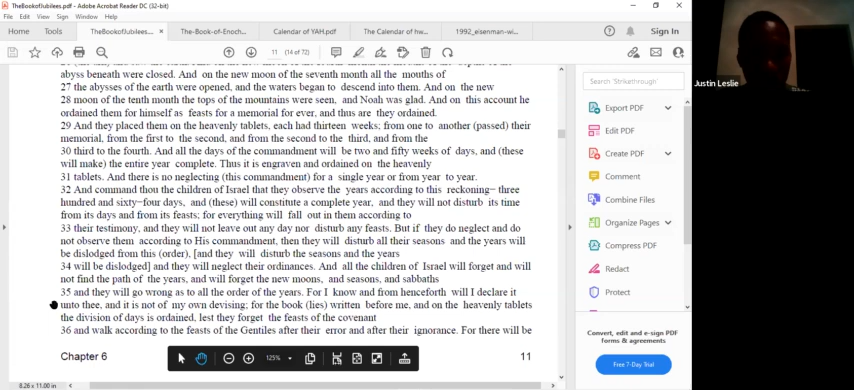 TheBookofJubilees.pdf - Adobe Acrobat Reader DC (32-bit)
File Edit View Sign Window Help
Home Tools TheBookofJubilees.... × The-Book-of-Enoch... Calendar of YAH.pdf The Calendar of hw... 1992_eisenman-wi... Sign In
11 (14 of 72)
abyss beneath were closed. And on the new moon of the seventh month all the mouths of
27 the abysses of the earth were opened, and the waters began to descend into them. And on the new
28 moon of the tenth month the tops of the mountains were seen, and Noah was glad. And on this account he
ordained them for himself as feasts for a memorial for ever, and thus are they ordained.
29 And they placed them on the heavenly tablets, each had thirteen weeks; from one to another (passed) their
memorial, from the first to the second, and from the second to the third, and from the
30 third to the fourth. And all the days of the commandment will be two and fifty weeks of days, and (these
will make) the entire year complete. Thus it is engraven and ordained on the heavenly
31 tablets. And there is no neglecting (this commandment) for a single year or from year to year.
32 And command thou the children of Israel that they observe the years according to this reckoning− three
hundred and sixty−four days, and (these) will constitute a complete year, and they will not disturb its time
from its days and from its feasts; for everything will fall out in them according to
33 their testimony, and they will not leave out any day nor disturb any feasts. But if they do neglect and do
not observe them according to His commandment, then they will disturb all their seasons and the years will
be dislodged from this (order), [and they will disturb the seasons and the years
34 will be dislodged] and they will neglect their ordinances. And all the children of Israel will forget and will
not find the path of the years, and will forget the new moons, and seasons, and sabbaths
35 and they will go wrong as to all the order of the years. For I know and from henceforth will I declare it
unto thee, and it is not of my own devising; for the book (lies) written before me, and on the heavenly tablets
the division of days is ordained, lest they forget the feasts of the covenant
36 and walk according to the feasts of the Gentiles after their error and after their ignorance. For there will be
Chapter 6 11
125%
8.26 x 11.00 in
Search 'Strikethrough'
Export PDF
Edit PDF
Create PDF
Comment
Combine Files
Organize Pages
Compress PDF
Redact
Protect
Convert, edit and e-sign PDF
forms & agreements
Free 7-Day Trial
Justin Leslie